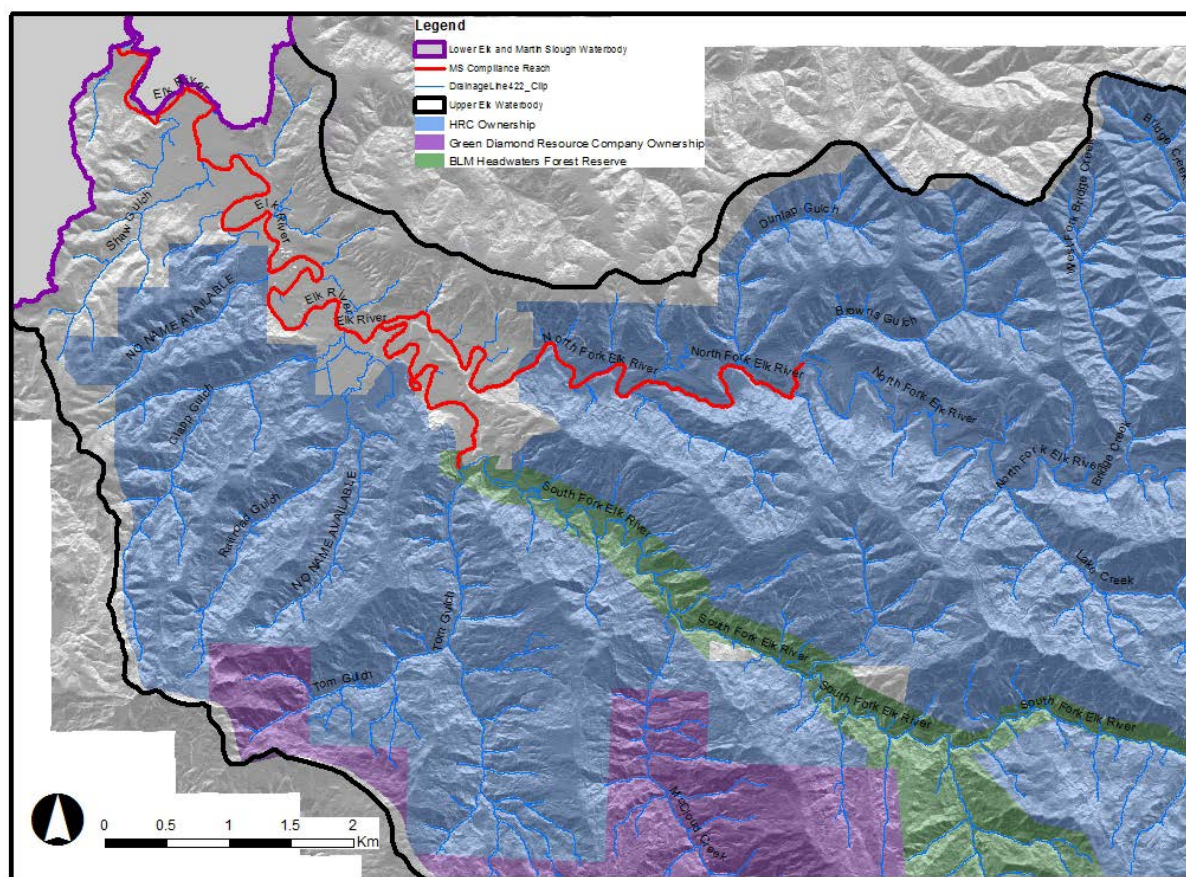 Legend
Lower Elk and Martin Slough Waterbody
MS Compliance Reach
DrainageLine422_Clip
Upper Elk Waterbody
HRC Ownership
Green Diamond Resource Company Ownership
BLM Headwaters Forest Reserve
Elk River
Bridge Creek
Shaw Gulch
Elk River
Dunlap Gulch
West Fork Bridge Creek
NO NAME AVAILABLE
Elk River
Elk River
Browns Gulch
North Fork Elk River
North Fork Elk River
North Fork Elk River
Clapp Gulch
North Fork Elk River
Bridge Creek
Railroad Gulch
NO NAME AVAILABLE
South Fork Elk River
Lake Creek
Tom Gulch
South Fork Elk River
Tom Gulch
South Fork Elk River
South Fork Elk River
McCloud Creek
0 0.5 1 1.5 2
Km